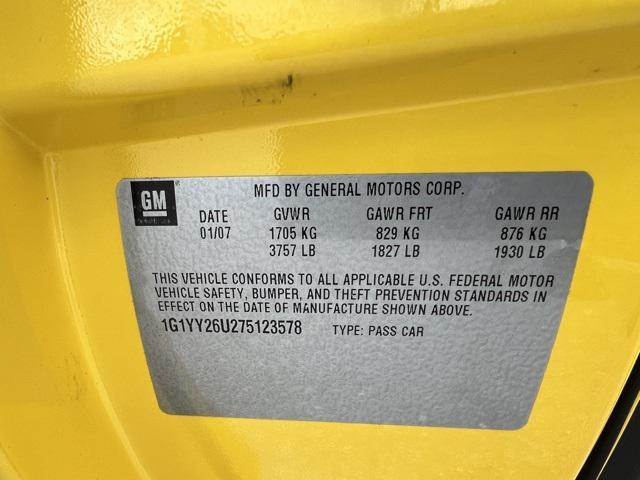 GM
MFD BY GENERAL MOTORS CORP.
DATE GVWR GAWR FRT GAWR RR
01/07 1705 KG 829 KG 876 KG
3757 LB 1827 LB 1930 LB
THIS VEHICLE CONFORMS TO ALL APPLICABLE U.S. FEDERAL MOTOR
VEHICLE SAFETY, BUMPER, AND THEFT PREVENTION STANDARDS IN
EFFECT ON THE DATE OF MANUFACTURE SHOWN ABOVE.
1G1YY26U275123578 TYPE: PASS CAR